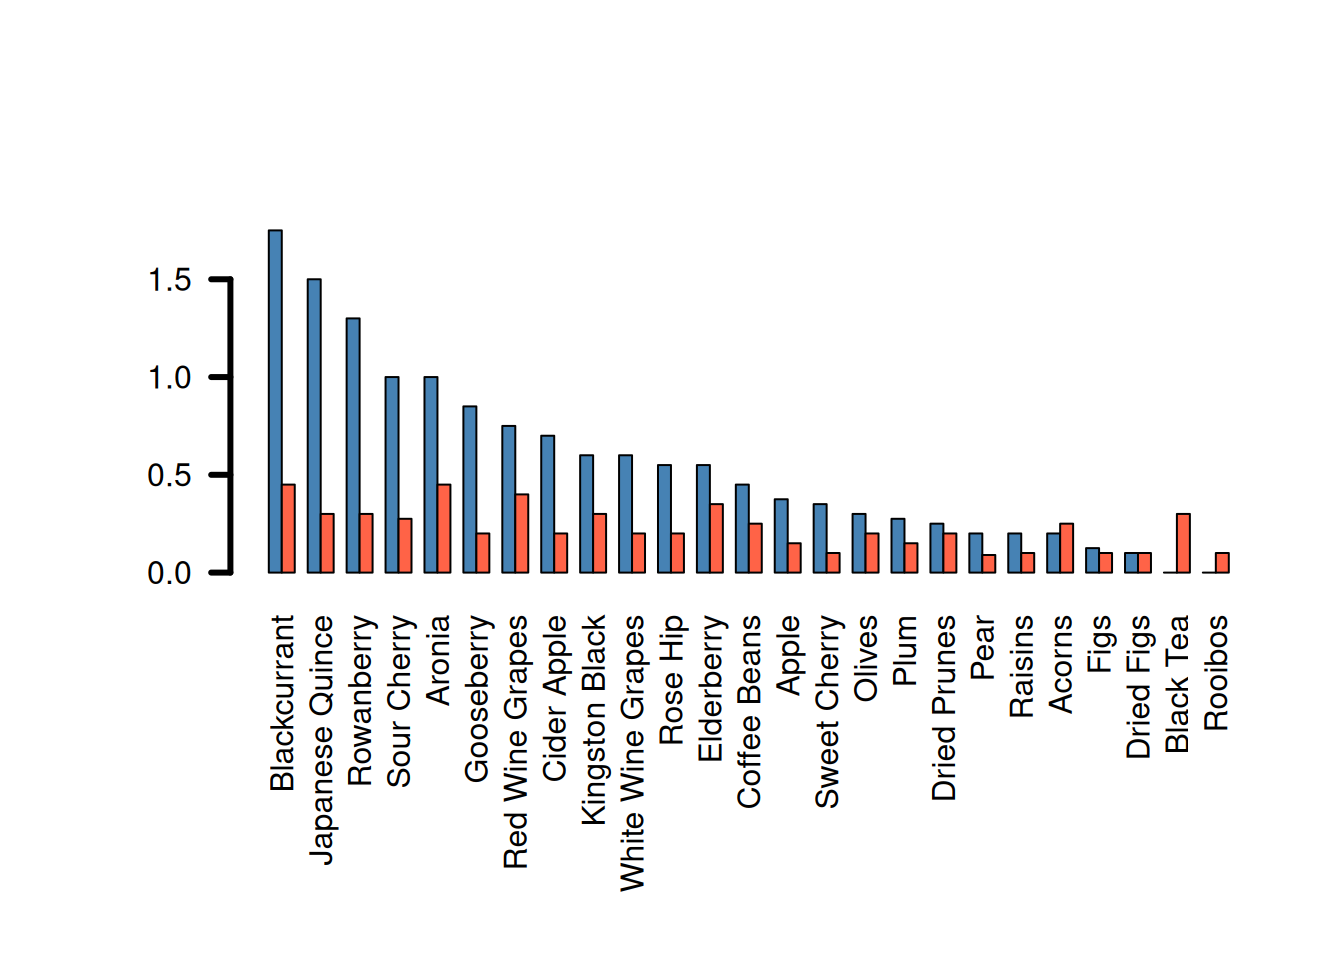 1.5
1.0
0.5
0.0
Blackcurrant
Japanese Quince
Rowanberry
Sour Cherry
Aronia
Gooseberry
Red Wine Grapes
Cider Apple
Kingston Black
White Wine Grapes
Rose Hip
Elderberry
Coffee Beans
Apple
Sweet Cherry
Olives
Plum
Dried Prunes
Pear
Raisins
Acorns
Figs
Dried Figs
Black Tea
Rooibos